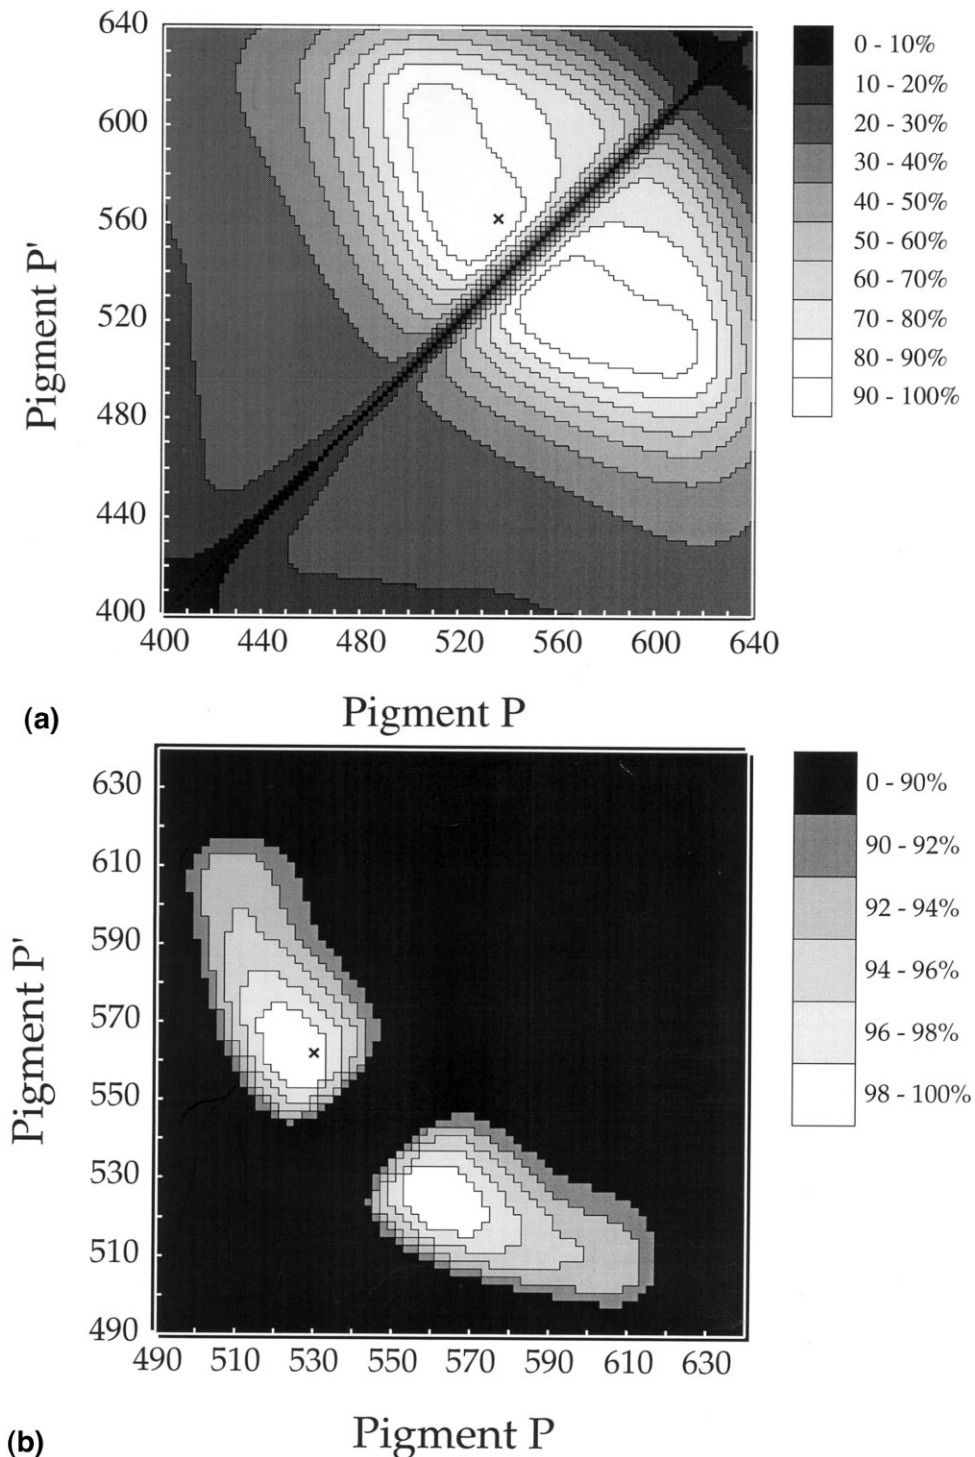 640
600
560
520
480
440
400
Pigment P'
400 440 480 520 560 600 640
Pigment P
0 - 10%
10 - 20%
20 - 30%
30 - 40%
40 - 50%
50 - 60%
60 - 70%
70 - 80%
80 - 90%
90 - 100%
×
(a)
630
610
590
570
550
530
510
490
Pigment P'
490 510 530 550 570 590 610 630
Pigment P
0 - 90%
90 - 92%
92 - 94%
94 - 96%
96 - 98%
98 - 100%
×
(b)